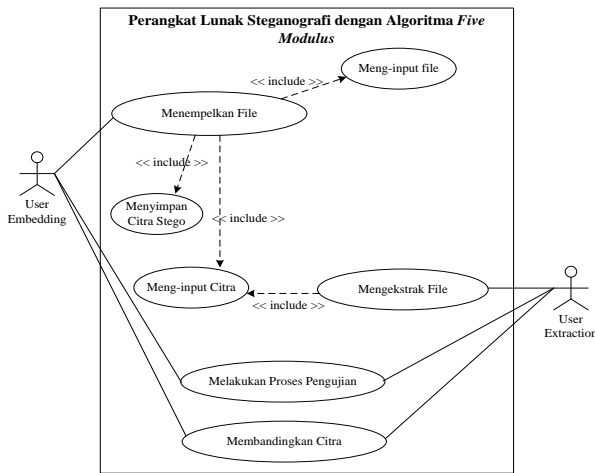 Perangkat Lunak Steganografi dengan Algoritma Five
Modulus
Meng-input file
<< include >>
Menempelkan File
<< include >>
User
Embedding
Menyimpan
Citra Stego
<< include >>
Meng-input Citra
Mengekstrak File
<< include >>
User
Extraction
Melakukan Proses Pengujian
Membandingkan Citra